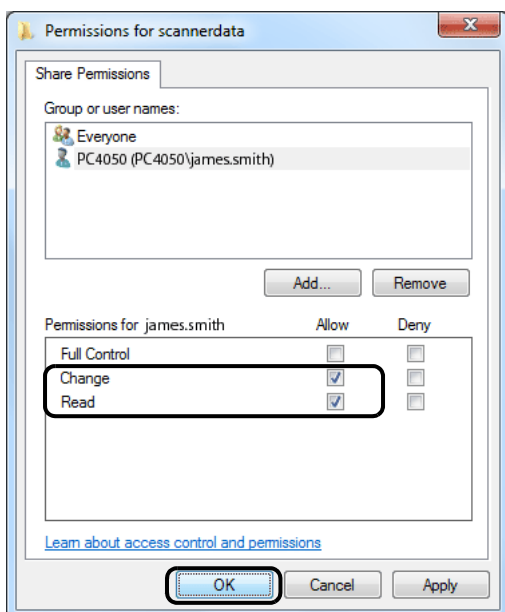 Permissions for scannerdata
Share Permissions
Group or user names:
Everyone
PC4050 (PC4050\james.smith)
Add... Remove
Permissions for james.smith Allow Deny
Full Control
Change
Read
Learn about access control and permissions
OK Cancel Apply